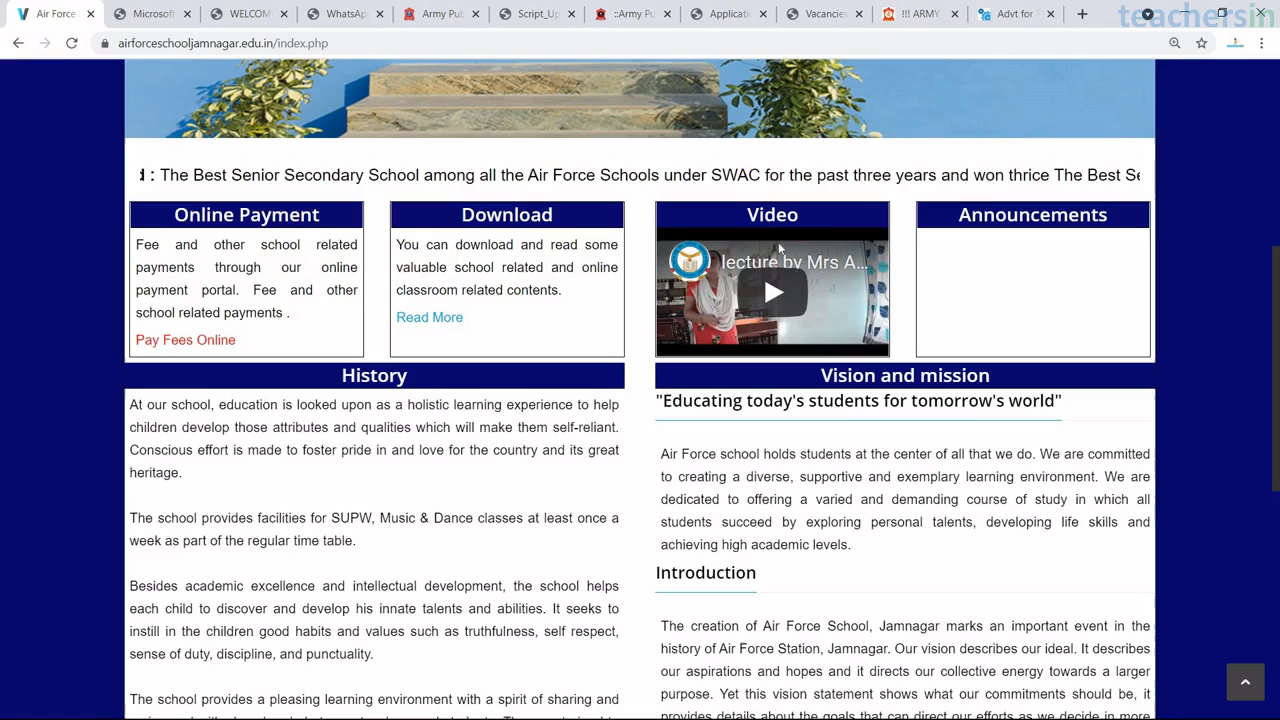 Air Force
Microsoft
WELCOM
WhatsAp
Army Pub
Script_Up
::Army Pu
Applicati
Vacancies
!!! ARMY
Advt for T
teachersin
airforceschooljamnagar.edu.in/index.php
: The Best Senior Secondary School among all the Air Force Schools under SWAC for the past three years and won thrice The Best Se
Online Payment
Fee and other school related
payments through our online
payment portal. Fee and other
school related payments .
Pay Fees Online
Download
You can download and read some
valuable school related and online
classroom related contents.
Read More
Video
lecture by Mrs A...
Announcements
History
At our school, education is looked upon as a holistic learning experience to help
children develop those attributes and qualities which will make them self-reliant.
Conscious effort is made to foster pride in and love for the country and its great
heritage.
The school provides facilities for SUPW, Music & Dance classes at least once a
week as part of the regular time table.
Besides academic excellence and intellectual development, the school helps
each child to discover and develop his innate talents and abilities. It seeks to
instill in the children good habits and values such as truthfulness, self respect,
sense of duty, discipline, and punctuality.
The school provides a pleasing learning environment with a spirit of sharing and
Vision and mission
"Educating today's students for tomorrow's world"
Air Force school holds students at the center of all that we do. We are committed
to creating a diverse, supportive and exemplary learning environment. We are
dedicated to offering a varied and demanding course of study in which all
students succeed by exploring personal talents, developing life skills and
achieving high academic levels.
Introduction
The creation of Air Force School, Jamnagar marks an important event in the
history of Air Force Station, Jamnagar. Our vision describes our ideal. It describes
our aspirations and hopes and it directs our collective energy towards a larger
purpose. Yet this vision statement shows what our commitments should be, it
provides details about the goals that can direct our efforts as we decide in more